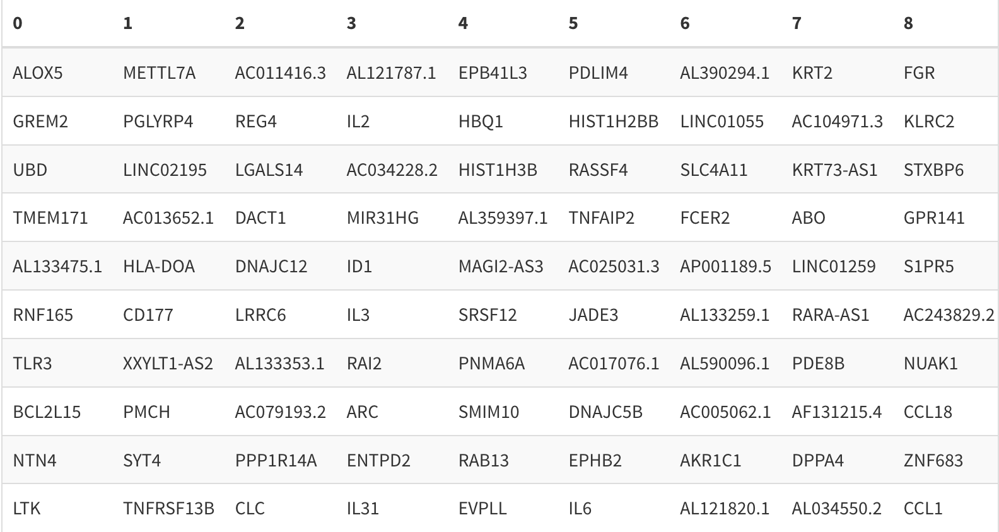 0 1 2 3 4 5 6 7 8
ALOX5 METTL7A AC011416.3 AL121787.1 EPB41L3 PDLIM4 AL390294.1 KRT2 FGR
GREM2 PGLYRP4 REG4 IL2 HBQ1 HIST1H2BB LINC01055 AC104971.3 KLRC2
UBD LINC02195 LGALS14 AC034228.2 HIST1H3B RASSF4 SLC4A11 KRT73-AS1 STXBP6
TMEM171 AC013652.1 DACT1 MIR31HG AL359397.1 TNFAIP2 FCER2 ABO GPR141
AL133475.1 HLA-DOA DNAJC12 ID1 MAGI2-AS3 AC025031.3 AP001189.5 LINC01259 S1PR5
RNF165 CD177 LRRC6 IL3 SRSF12 JADE3 AL133259.1 RARA-AS1 AC243829.2
TLR3 XXYLT1-AS2 AL133353.1 RAI2 PNMA6A AC017076.1 AL590096.1 PDE8B NUAK1
BCL2L15 PMCH AC079193.2 ARC SMIM10 DNAJC5B AC005062.1 AF131215.4 CCL18
NTN4 SYT4 PPP1R14A ENTPD2 RAB13 EPHB2 AKR1C1 DPPA4 ZNF683
LTK TNFRSF13B CLC IL31 EVPLL IL6 AL121820.1 AL034550.2 CCL1